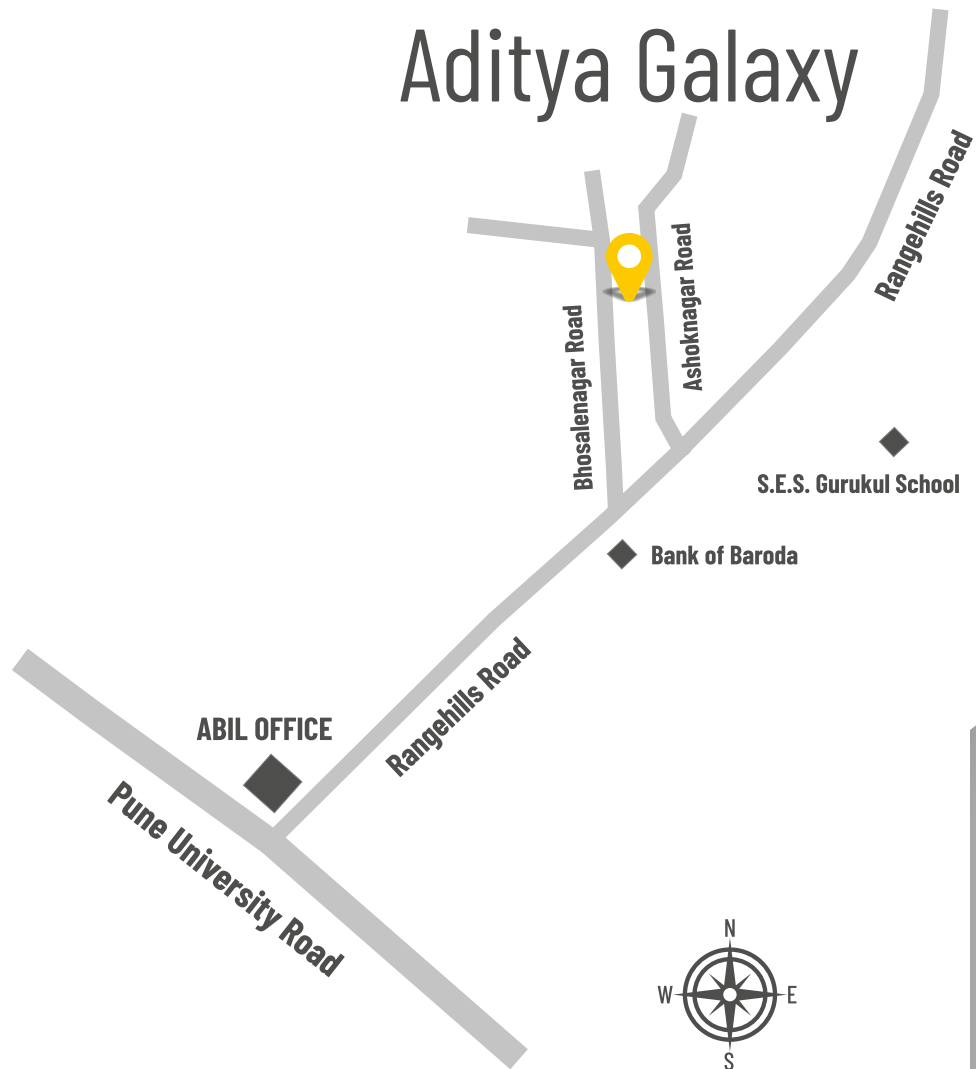 Aditya Galaxy
Rangehills Road
Ashoknagar Road
Bhosalenagar Road
S.E.S. Gurukul School
Bank of Baroda
Rangehills Road
ABIL OFFICE
Pune University Road
N
W
E
S